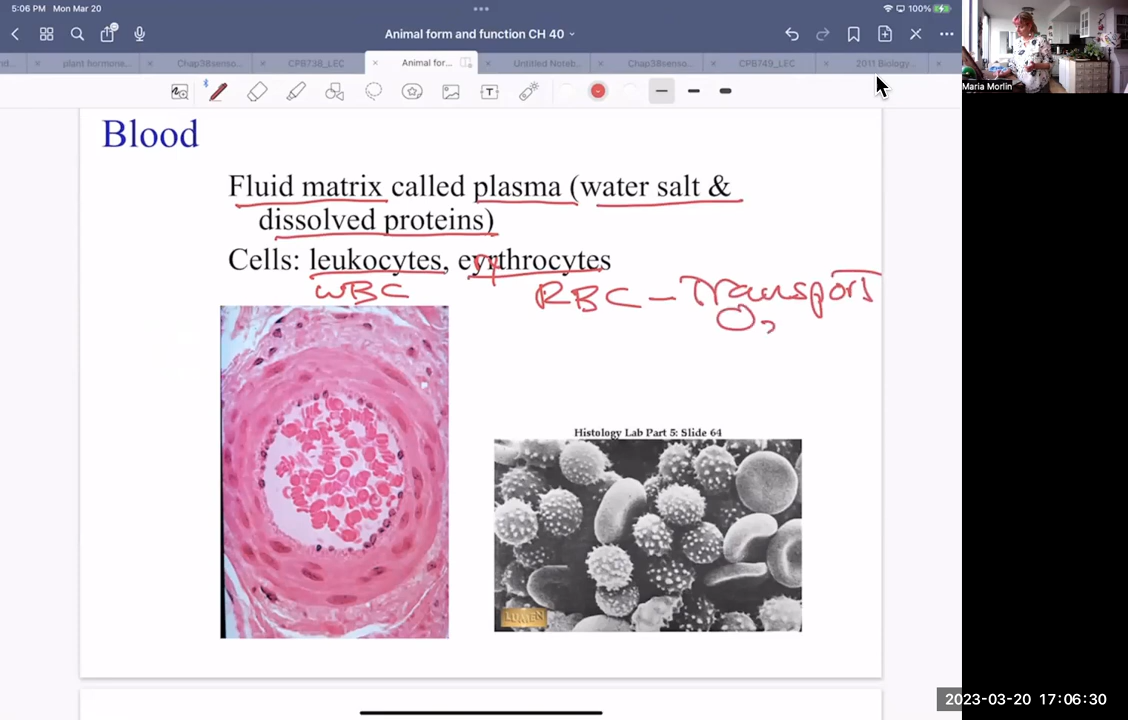 5:06 PM Mon Mar 20
100%
Animal form and function CH 40
plant hormone...
Chap38senso...
CPB738_LEC
Animal for...
Untitled Noteb...
Chap38senso...
CPB749_LEC
2011 Biology...
Maria Morlin
Blood
Fluid matrix called plasma (water salt &
dissolved proteins)
Cells: leukocytes, eyrthrocytes
WBC
RBC - Transport
O2
Histology Lab Part 5: Slide 64
LUMEN
2023-03-20 17:06:30